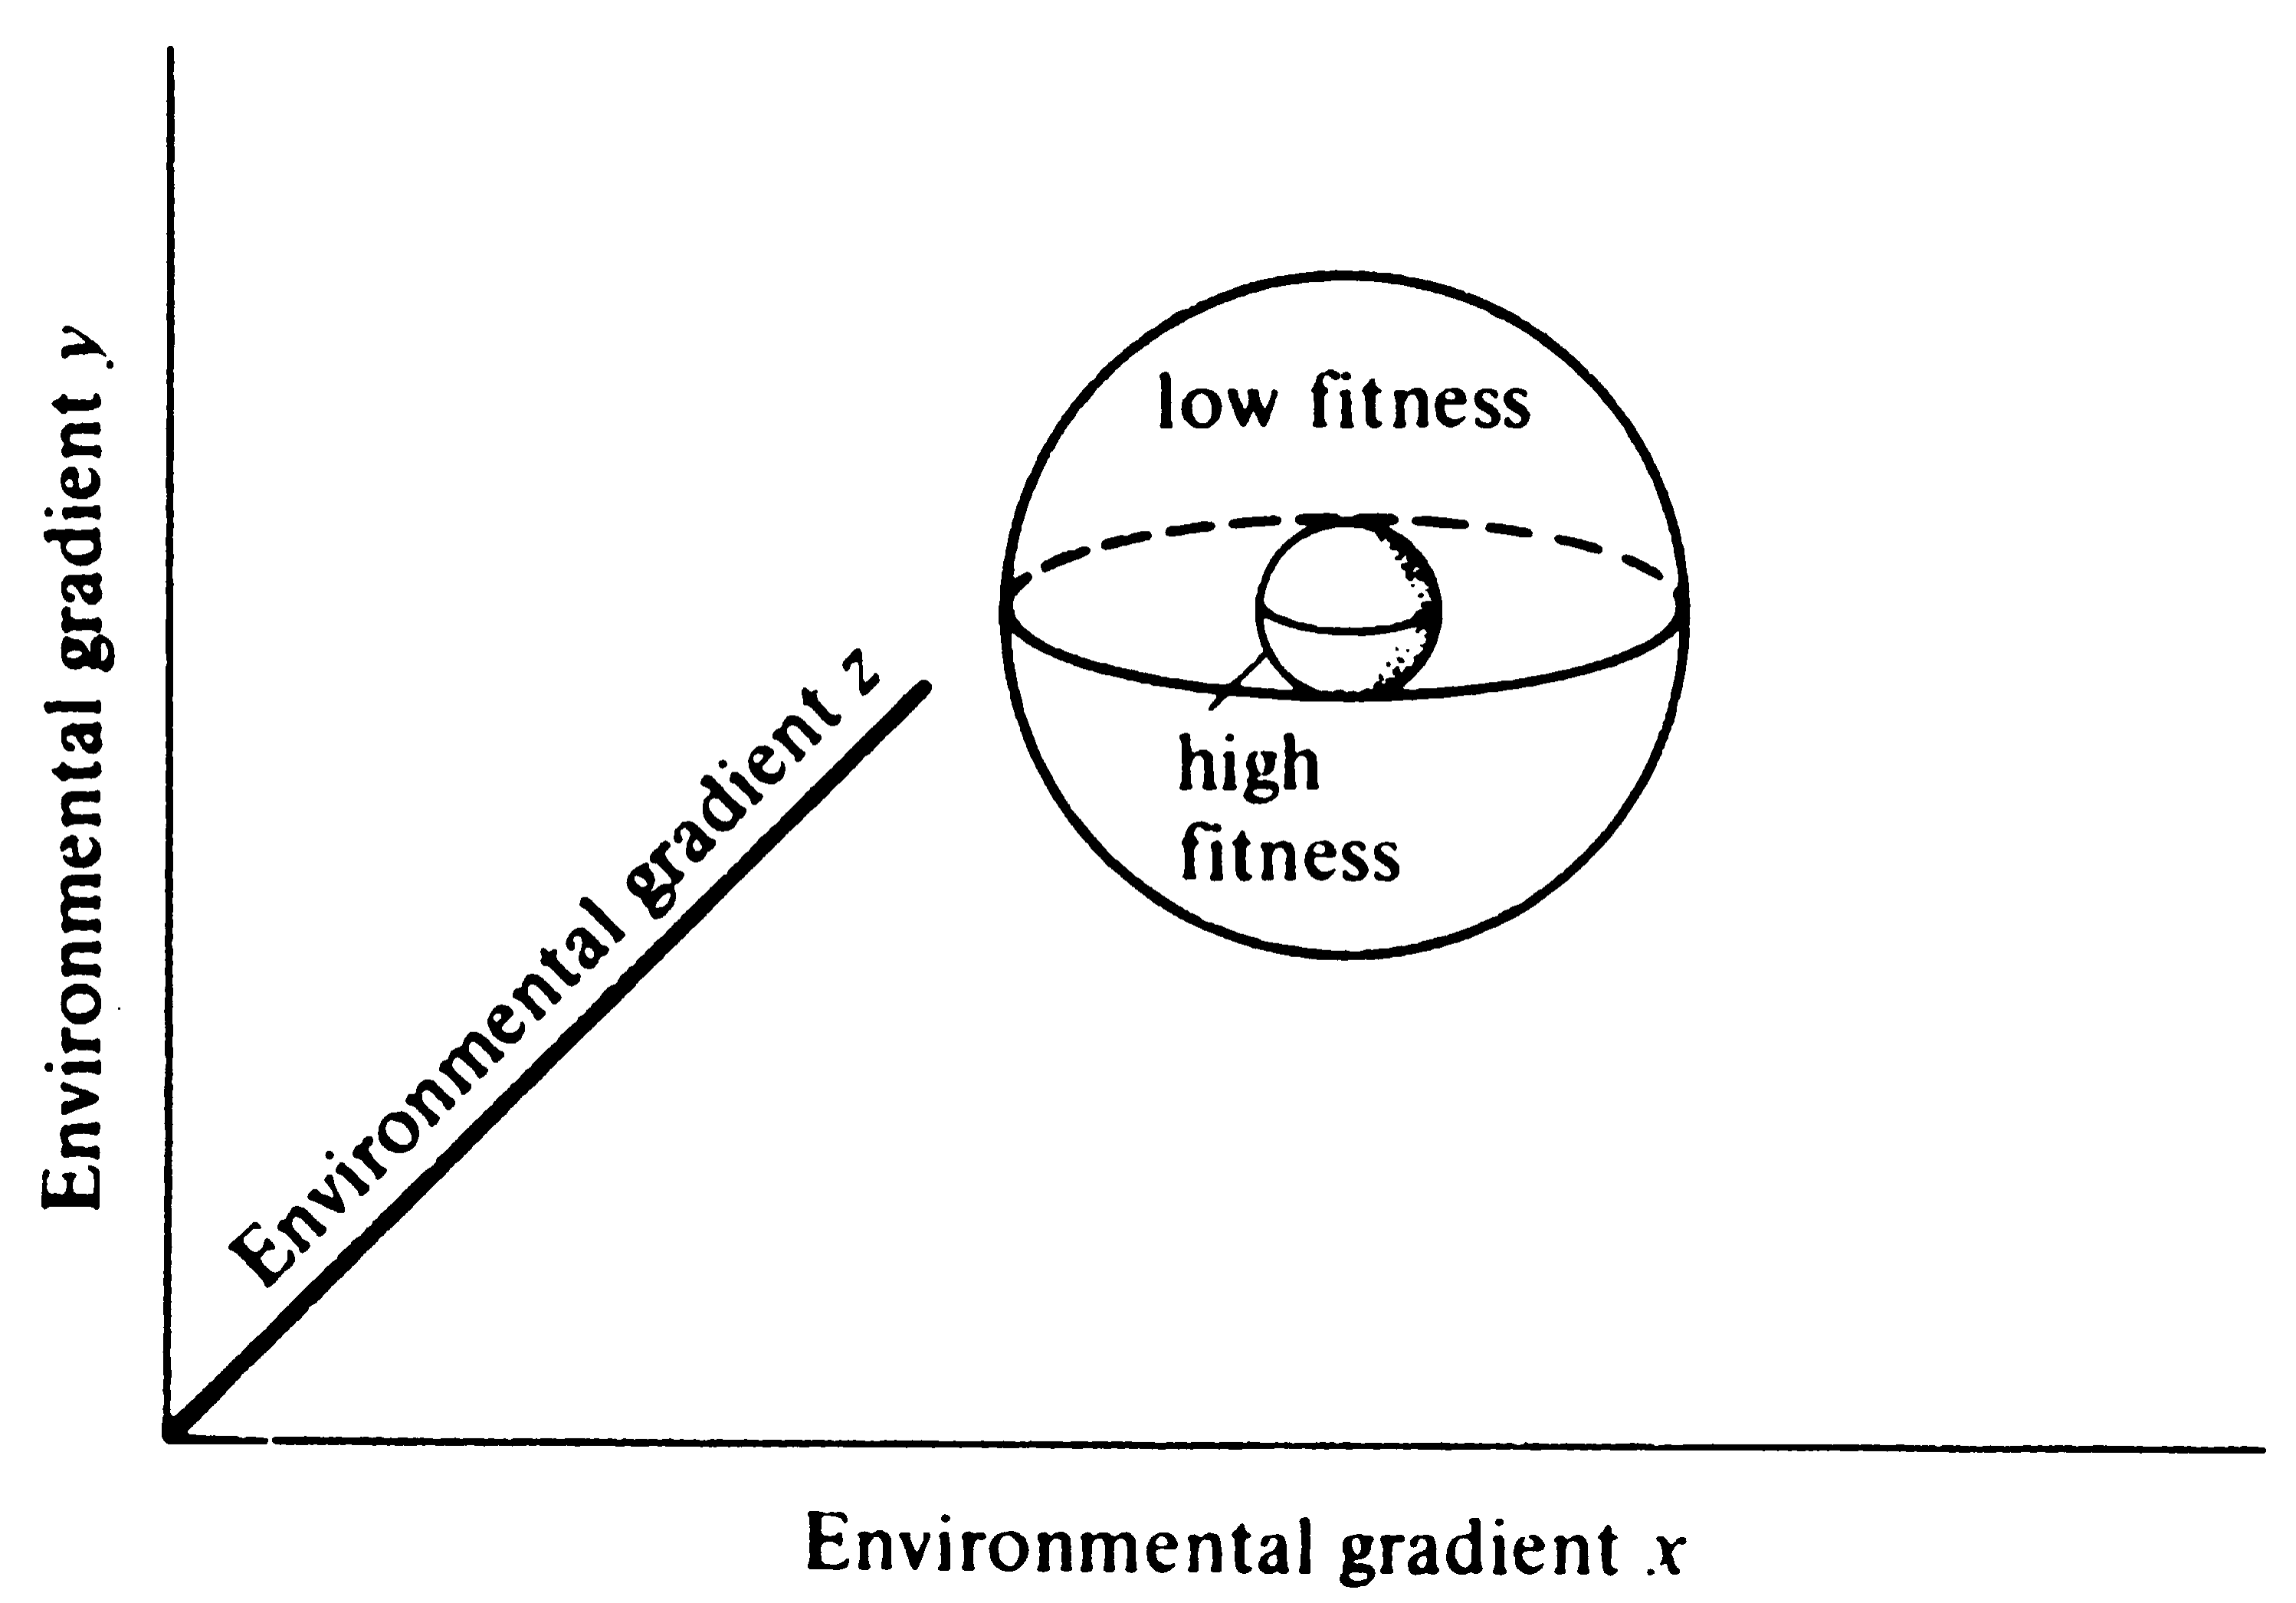 Environmental gradient y
Environmental gradient z
low fitness
high
fitness
Environmental gradient x